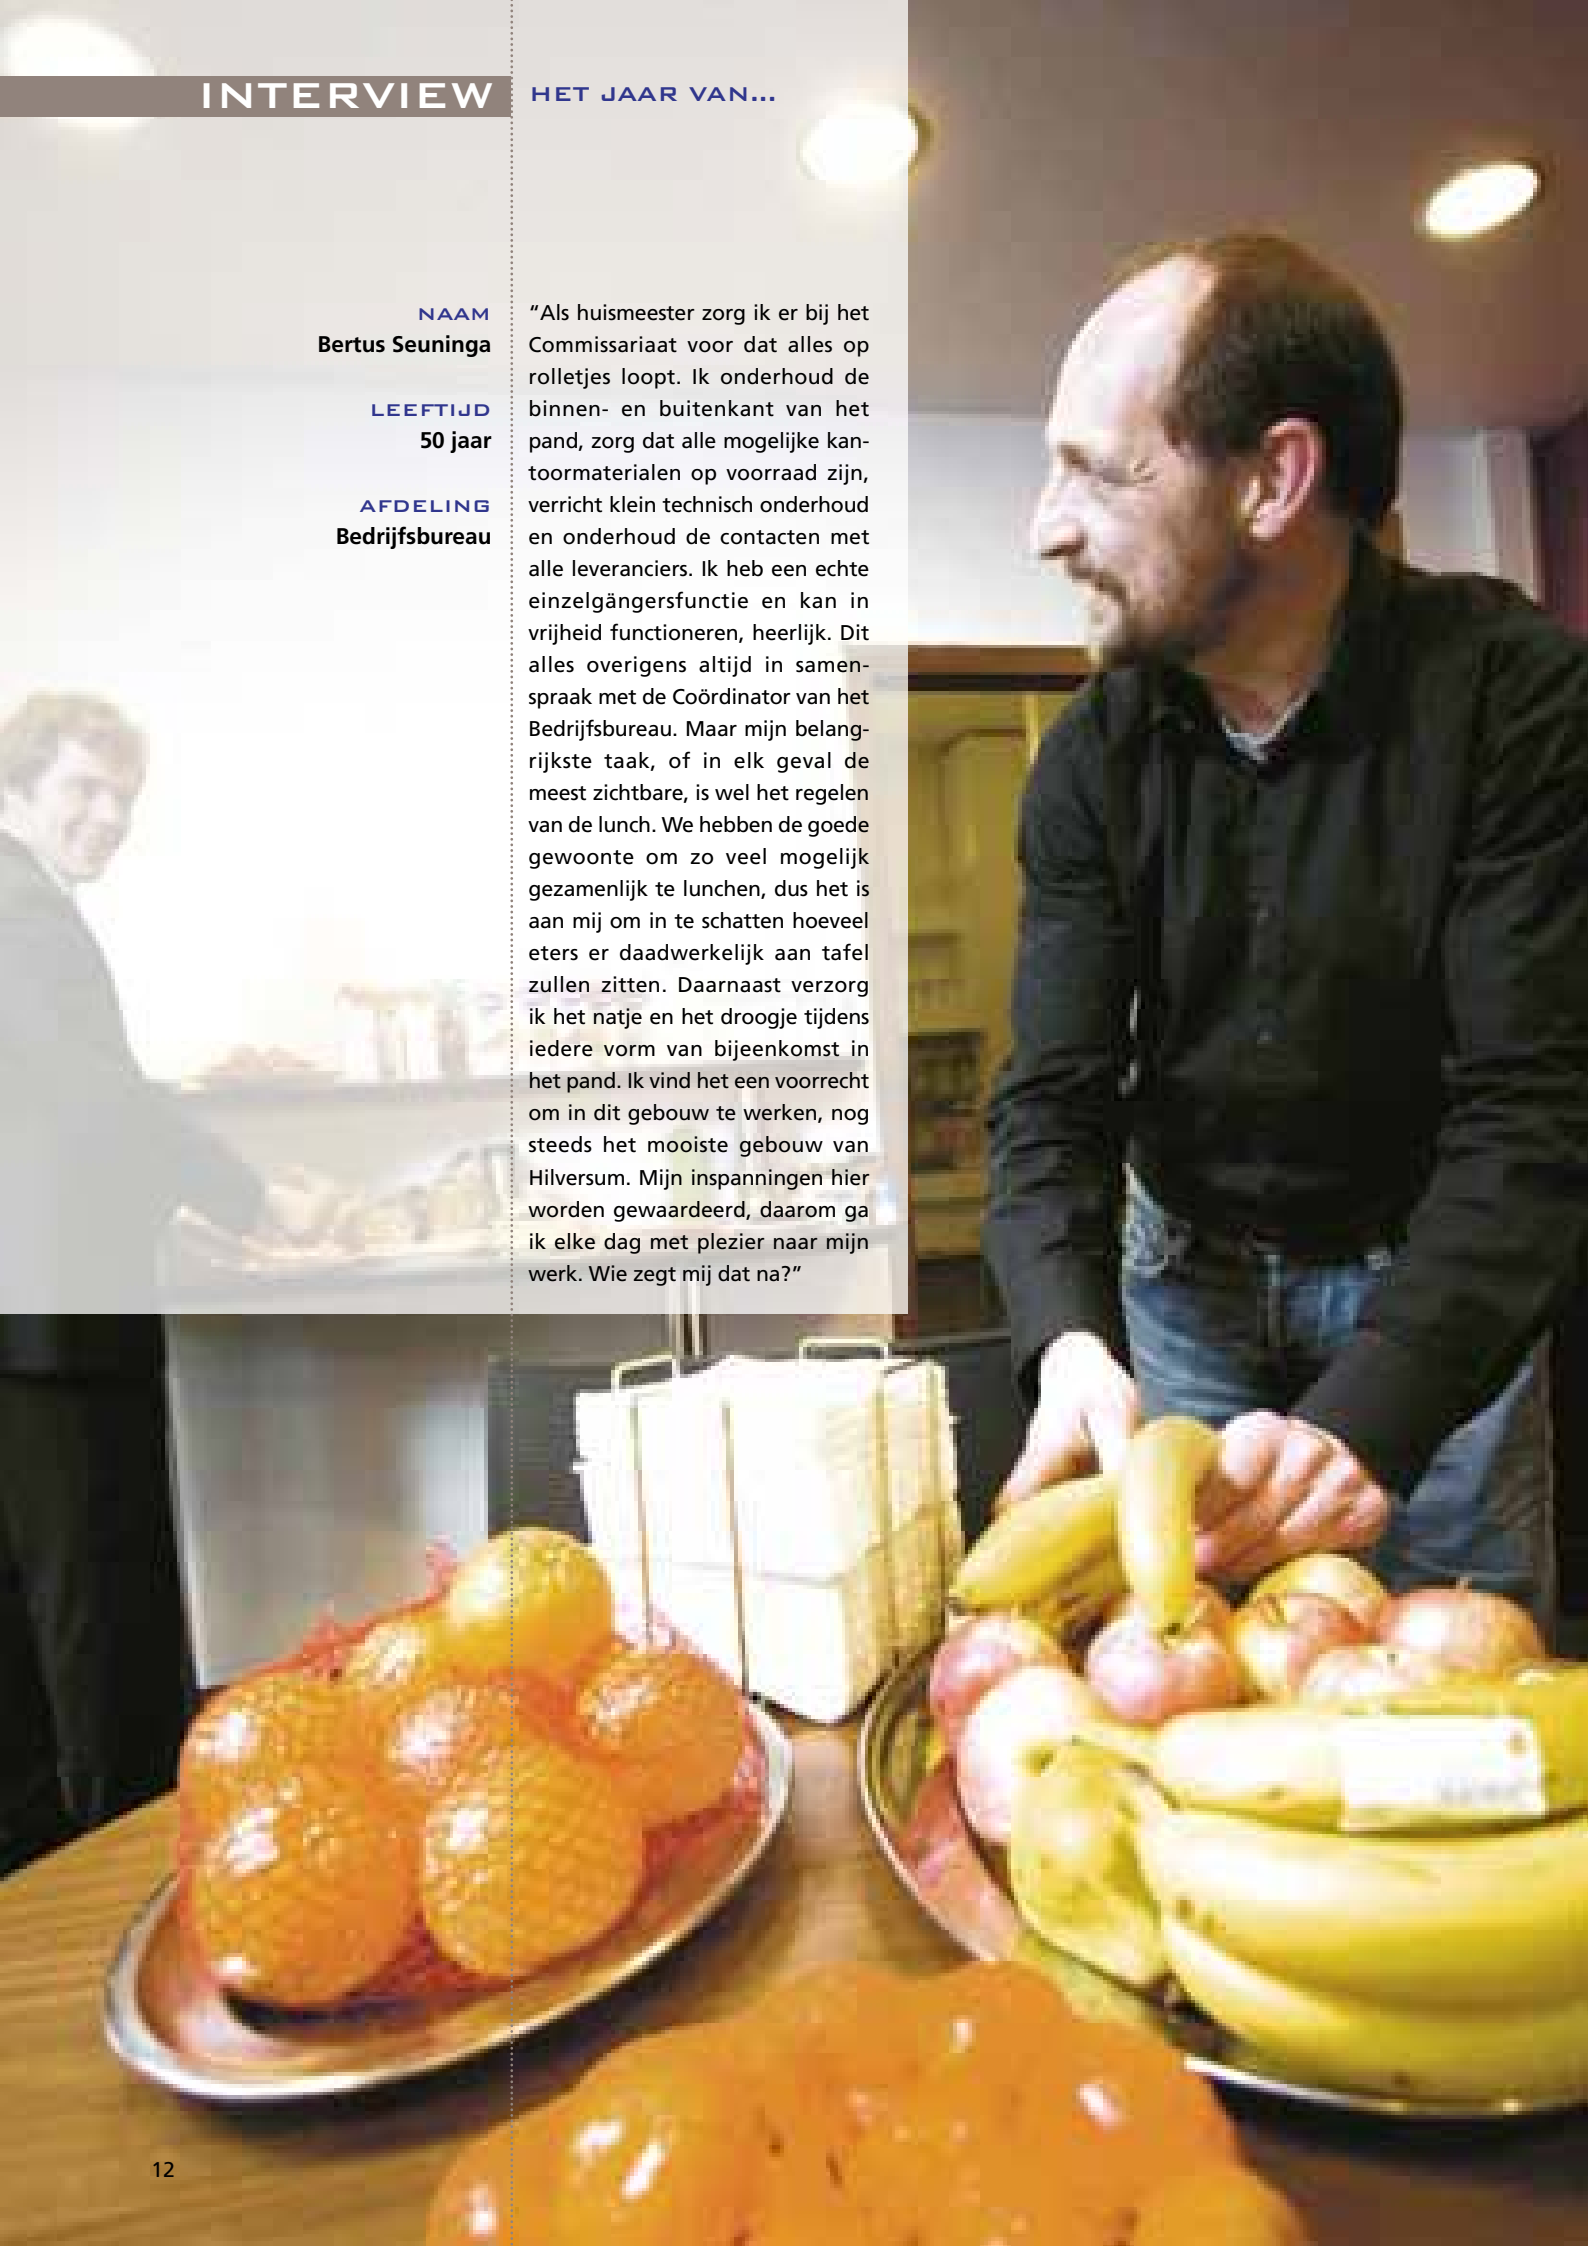 INTERVIEW
HET JAAR VAN...
NAAM
Bertus Seuninga
LEEFTIJD
50 jaar
AFDELING
Bedrijfsbureau
“Als huismeester zorg ik er bij het
Commissariaat voor dat alles op
rolletjes loopt. Ik onderhoud de
binnen- en buitenkant van het
pand, zorg dat alle mogelijke kan-
toormaterialen op voorraad zijn,
verricht klein technisch onderhoud
en onderhoud de contacten met
alle leveranciers. Ik heb een echte
einzelgängersfunctie en kan in
vrijheid functioneren, heerlijk. Dit
alles overigens altijd in samen-
spraak met de Coördinator van het
Bedrijfsbureau. Maar mijn belang-
rijkste taak, of in elk geval de
meest zichtbare, is wel het regelen
van de lunch. We hebben de goede
gewoonte om zo veel mogelijk
gezamenlijk te lunchen, dus het is
aan mij om in te schatten hoeveel
eters er daadwerkelijk aan tafel
zullen zitten. Daarnaast verzorg
ik het natje en het droogje tijdens
iedere vorm van bijeenkomst in
het pand. Ik vind het een voorrecht
om in dit gebouw te werken, nog
steeds het mooiste gebouw van
Hilversum. Mijn inspanningen hier
worden gewaardeerd, daarom ga
ik elke dag met plezier naar mijn
werk. Wie zegt mij dat na?”
12